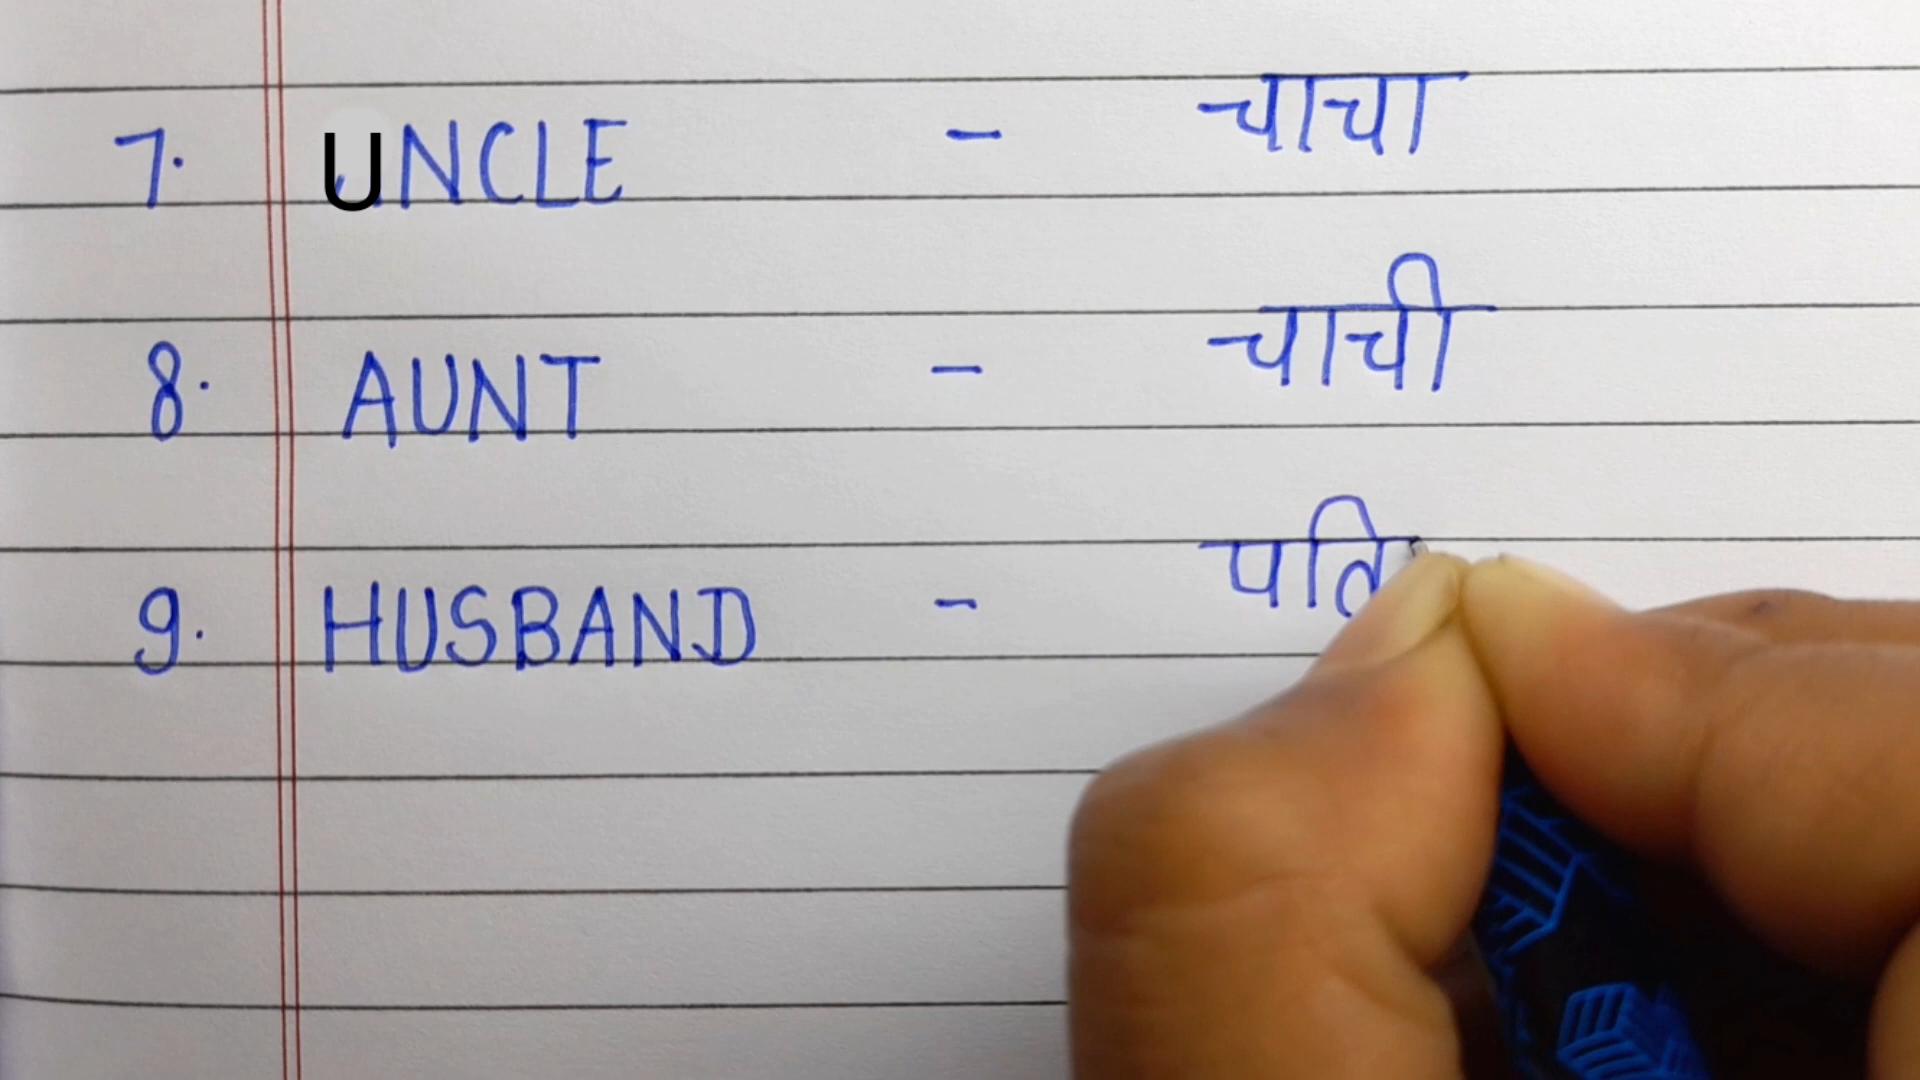 7. UNCLE - चाचा
8. AUNT - चाची
9. HUSBAND - पति